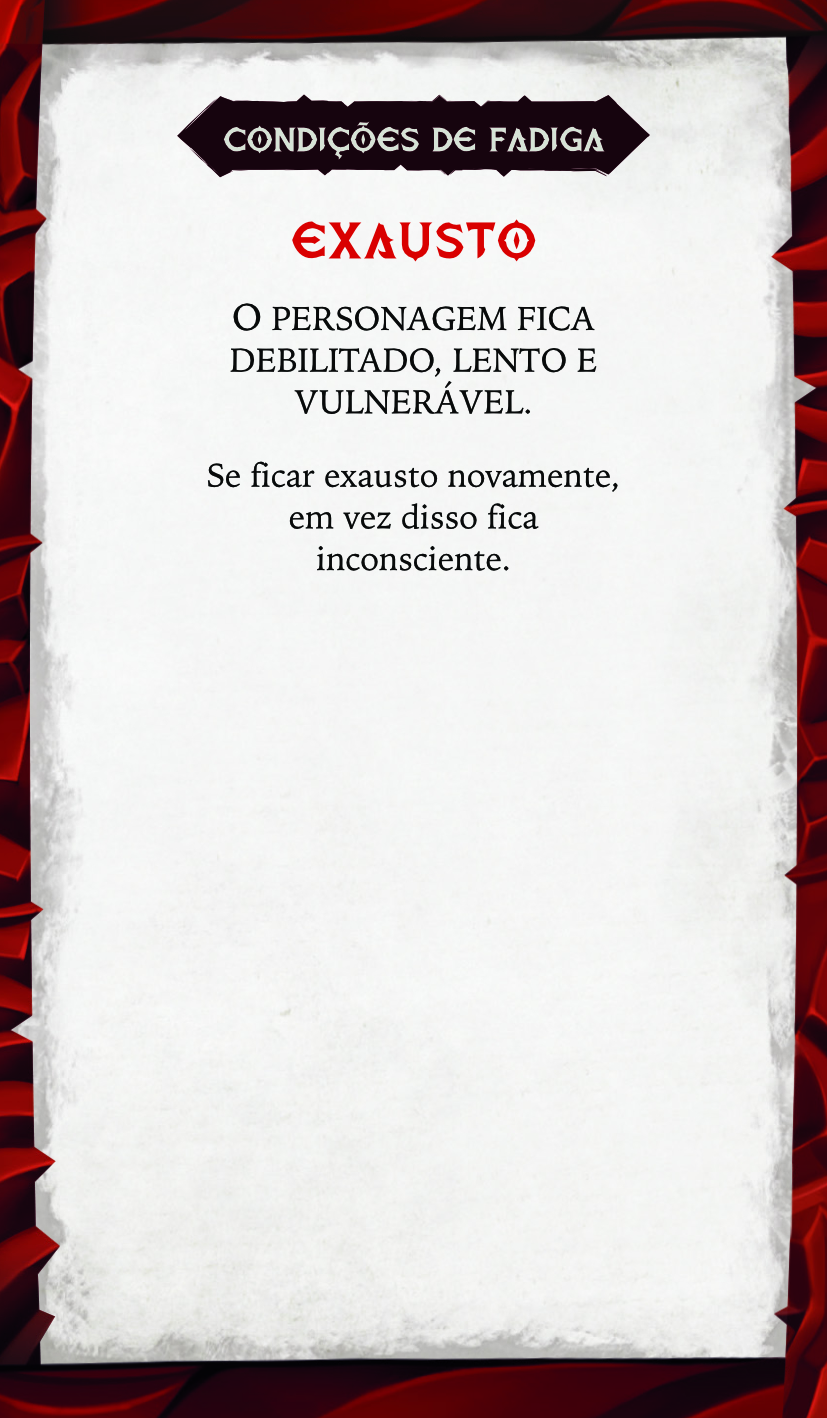 CONDIÇÕES DE FADIGA
EXAUSTO
O PERSONAGEM FICA
DEBILITADO, LENTO E
VULNERÁVEL.
Se ficar exausto novamente,
em vez disso fica
inconsciente.